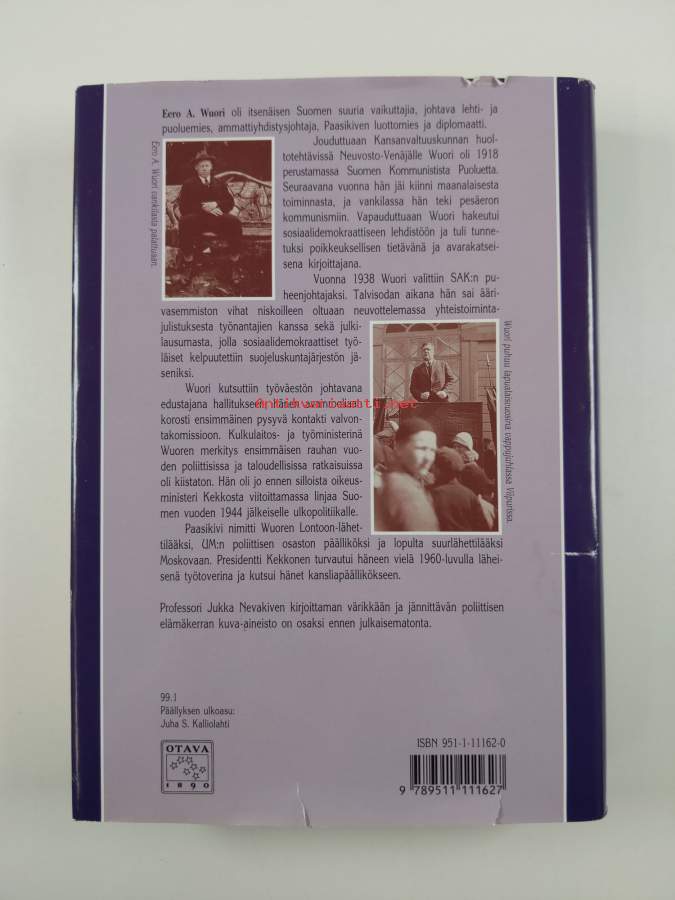 Eero A. Wuori oli itsenäisen Suomen suuria vaikuttajia, johtava lehti- ja
puoluemies, ammattiyhdistysjohtaja, Paasikiven luottomies ja diplomaatti.
Jouduttuaan Kansanvaltuuskunnan huol-
totehtävissä Neuvosto-Venäjälle Wuori oli 1918
perustamassa Suomen Kommunistista Puoluetta.
Seuraavana vuonna hän jäi kiinni maanalaisesta
toiminnasta, ja vankilassa hän teki pesäeron
kommunismiin. Vapauduttuaan Wuori hakeutui
sosiaalidemokraattiseen lehdistöön ja tuli tunne-
tuksi poikkeuksellisen tietävänä ja avarakatsei-
sena kirjoittajana.
Eero A. Wuori vankilasta palattuaan.
Vuonna 1938 Wuori valittiin SAK:n pu-
heenjohtajaksi. Talvisodan aikana hän sai ääri-
vasemmiston vihat niskoilleen oltuaan neuvottelemassa yhteistoiminta-
julistuksesta työnantajien kanssa sekä julki-
lausumasta, jolla sosiaalidemokraattiset työ-
läiset kelpuutettiin suojeluskuntajärjestön jä-
seniksi.
Wuori kutsuttiin työväestön johtavana
edustajana hallitukseen. Hänen asemoiaan
korosti ensimmäinen pysyvä kontakti valvon-
takomissioon. Kulkulaitos- ja työministerinä
Wuoren merkitys ensimmäisen rauhan vuo-
den poliittisissa ja taloudellisissa ratkaisuissa
oli kiistaton. Hän oli jo ennen silloista oikeus-
ministeri Kekkosta viitoittamassa linjaa Suo-
men vuoden 1944 jälkeiselle ulkopolitiikalle.
Wuori puhuu lapualaisvuosina vappujuhlassa Viipurissa.
Antikvariaatti.net
Paasikivi nimitti Wuoren Lontoon-lähet-
tilääksi, UM:n poliittisen osaston päälliköksi ja lopulta suurlähettilääksi
Moskovaan. Presidentti Kekkonen turvautui häneen vielä 1960-luvulla lähei-
senä työtoverina ja kutsui hänet kansliapäällikökseen.
Professori Jukka Nevakiven kirjoittaman värikkään ja jännittävän poliittisen
elämäkerran kuva-aineisto on osaksi ennen julkaisematonta.
99.1
Päällyksen ulkoasu:
Juha S. Kalliolahti
OTAVA
1890
ISBN 951-1-11162-0
9 789511 111627